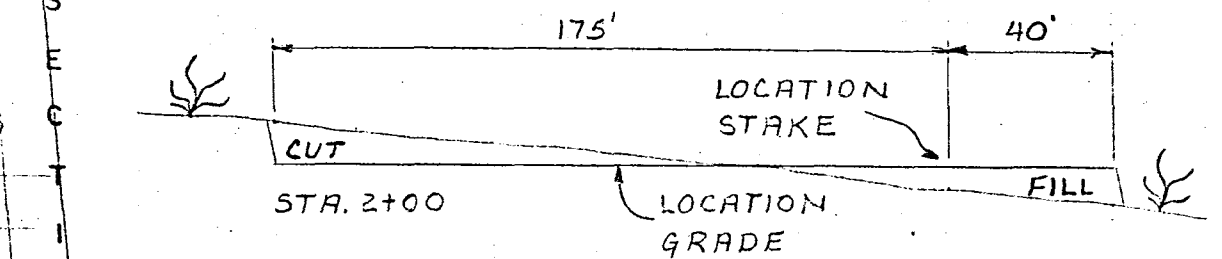 S
E
C
T
I
175'
40'
LOCATION
STAKE
CUT
FILL
STA. 2+00
LOCATION
GRADE